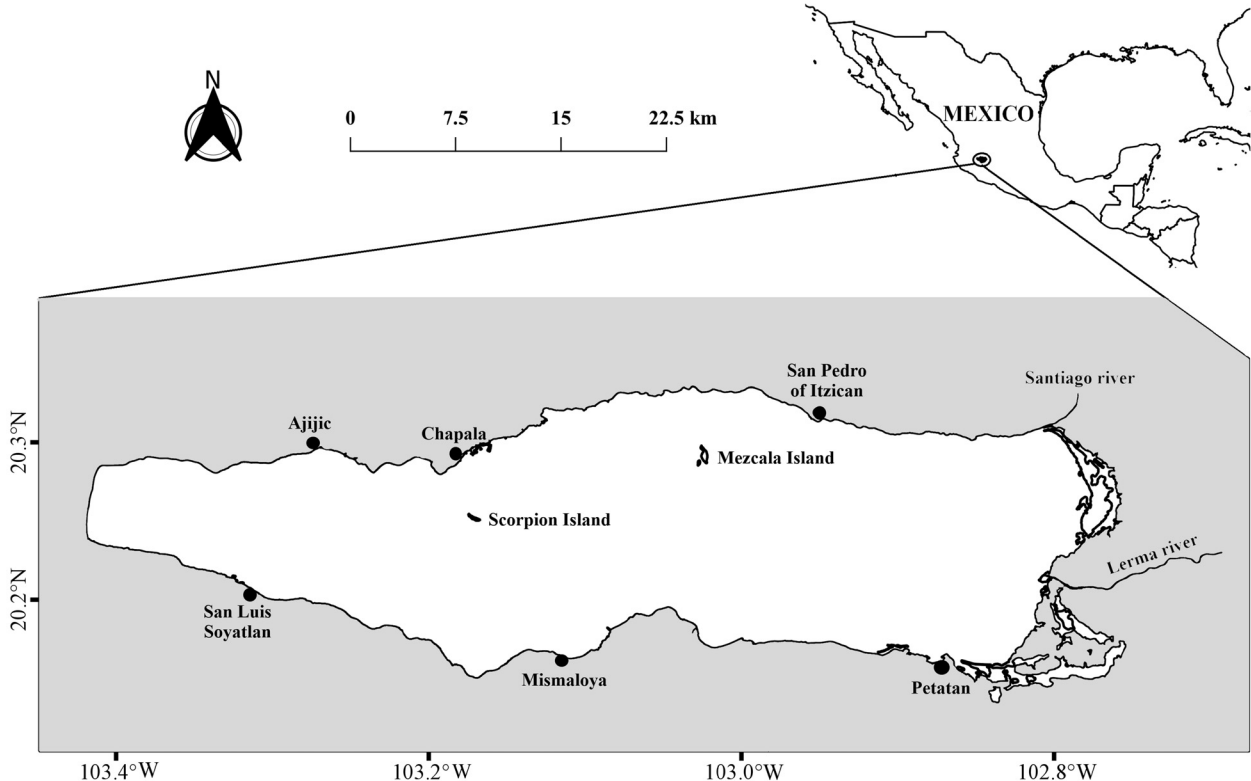 N
0 7.5 15 22.5 km
MEXICO
San Pedro
of Itzican
Santiago river
Ajijic
Chapala
20.3°N
Mezcala Island
Scorpion Island
Lerma river
20.2°N
San Luis
Soyatlan
Mismaloya
Petatan
103.4°W 103.2°W 103.0°W 102.8°W